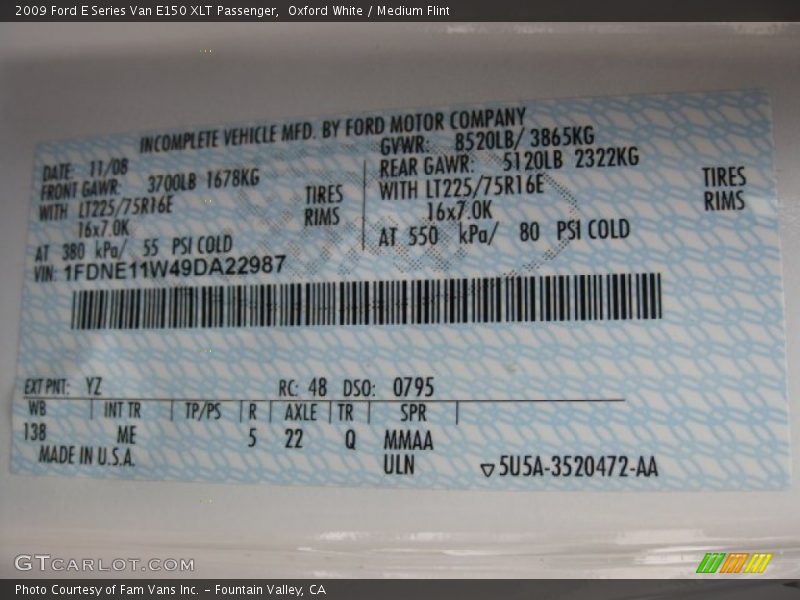 2009 Ford E Series Van E150 XLT Passenger,  Oxford White / Medium Flint
INCOMPLETE VEHICLE MFD. BY FORD MOTOR COMPANY
DATE: 11/08
FRONT GAWR: 3700LB 1678KG
WITH LT225/75R16E TIRES
16x7.0K RIMS
AT 380 kPa/ 55 PSI COLD
GVWR: 8520LB/ 3865KG
REAR GAWR: 5120LB 2322KG
WITH LT225/75R16E TIRES
16x7.0K RIMS
AT 550 kPa/ 80 PSI COLD
VIN: 1FDNE11W49DA22987
EXT PNT: YZ RC: 48 DSO: 0795
WB INT TR TP/PS R AXLE TR SPR
138 ME 5 22 Q MMAA
MADE IN U.S.A. ULN ▽5U5A-3520472-AA
GTCARLOT.COM
Photo Courtesy of Fam Vans Inc. - Fountain Valley, CA